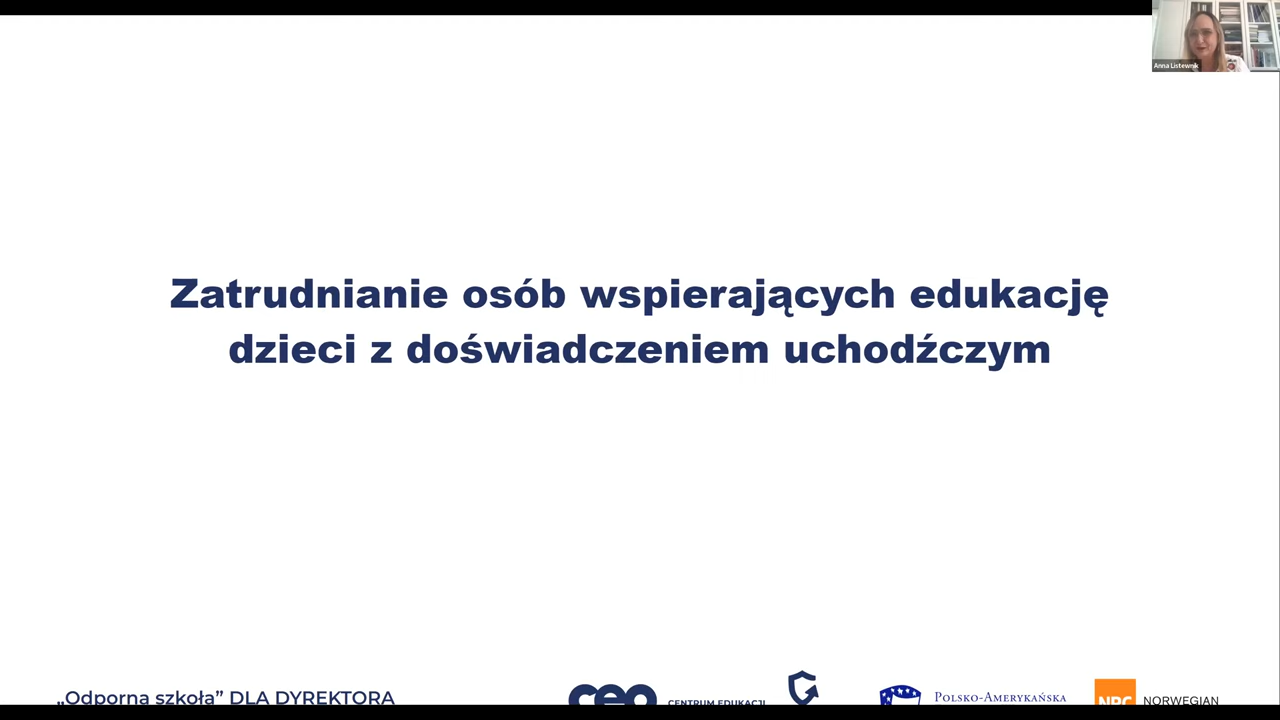 Anna Listewnik
Zatrudnianie osób wspierających edukację
dzieci z doświadczeniem uchodźczym
„Odporna szkoła” DLA DYREKTORA
ceo
CENTRUM EDUKACJI
POLSKO-AMERYKAŃSKA
NRC
NORWEGIAN